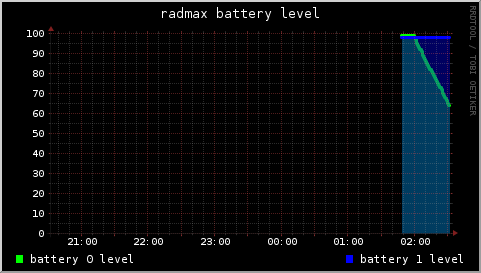 radmax battery level
RRDTOOL / TOBI OETIKER
100
90
80
70
60
50
40
30
20
10
0
21:00 22:00 23:00 00:00 01:00 02:00
battery 0 level battery 1 level